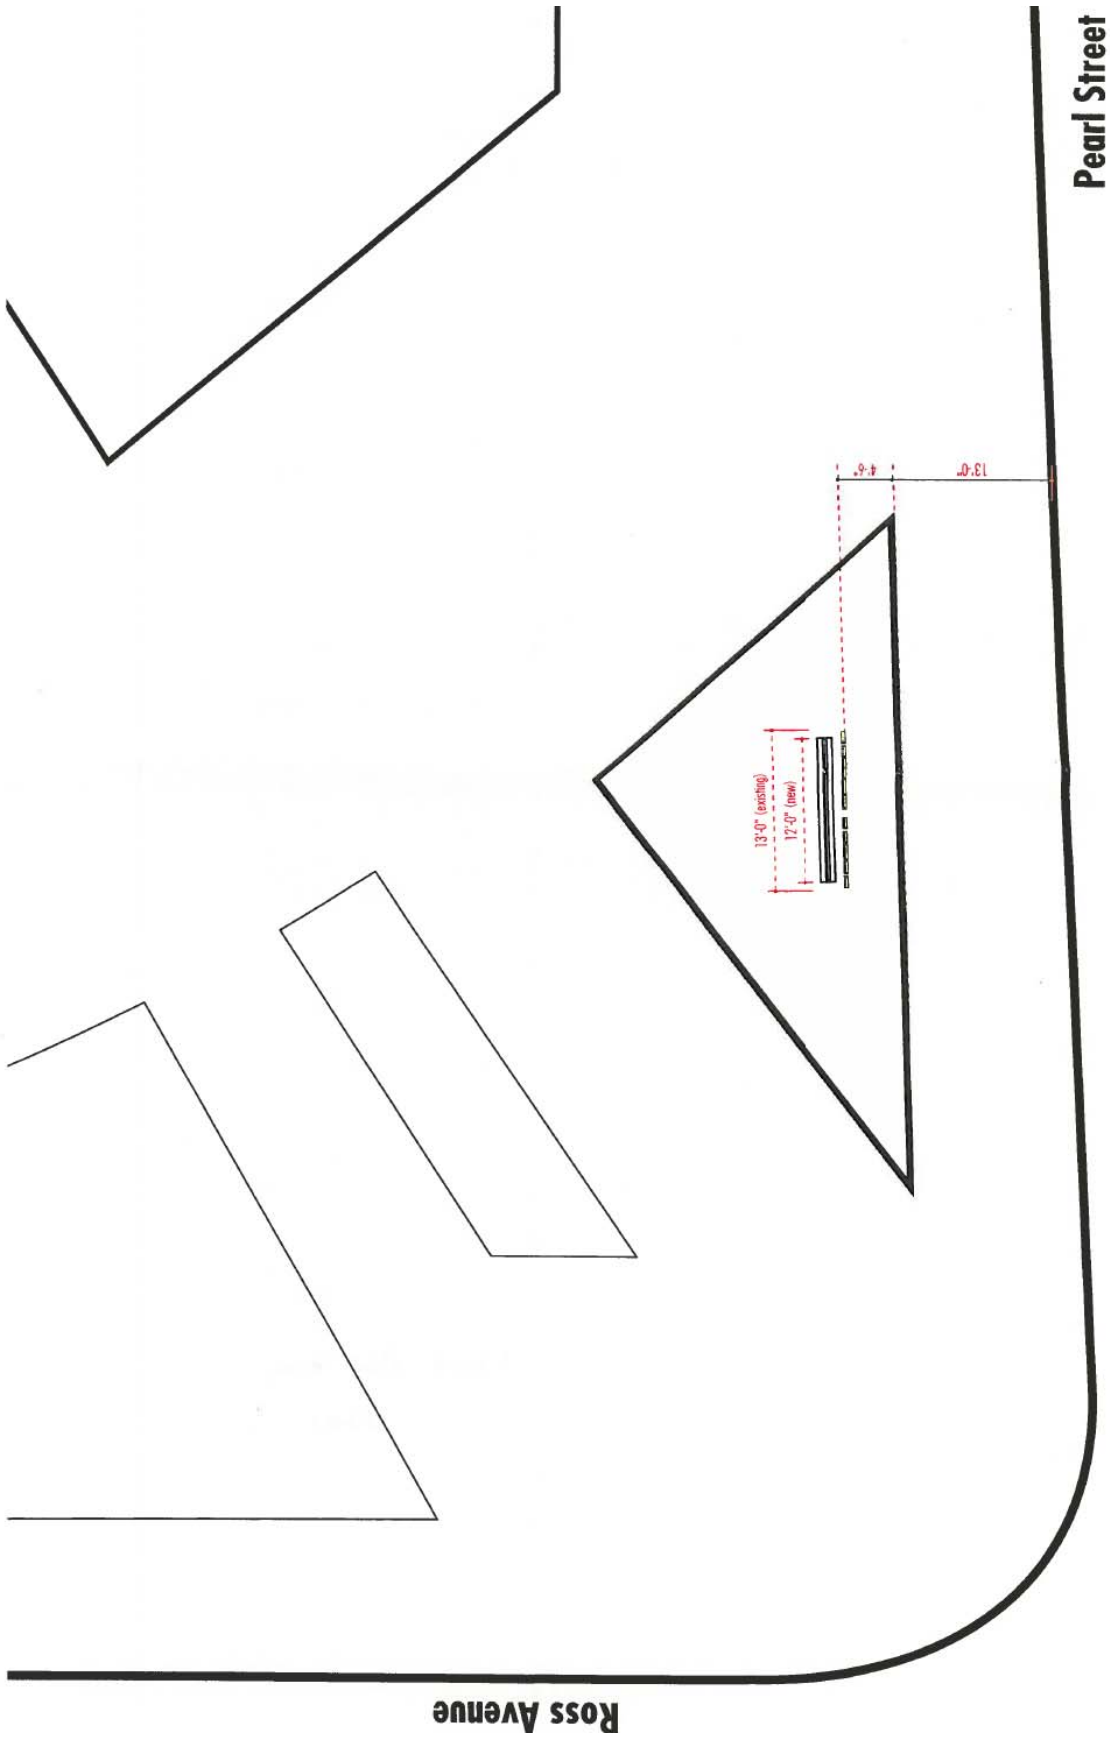 Pearl Street
4'-6"
13'-0"
13'-0" (existing)
12'-0" (new)
Ross Avenue